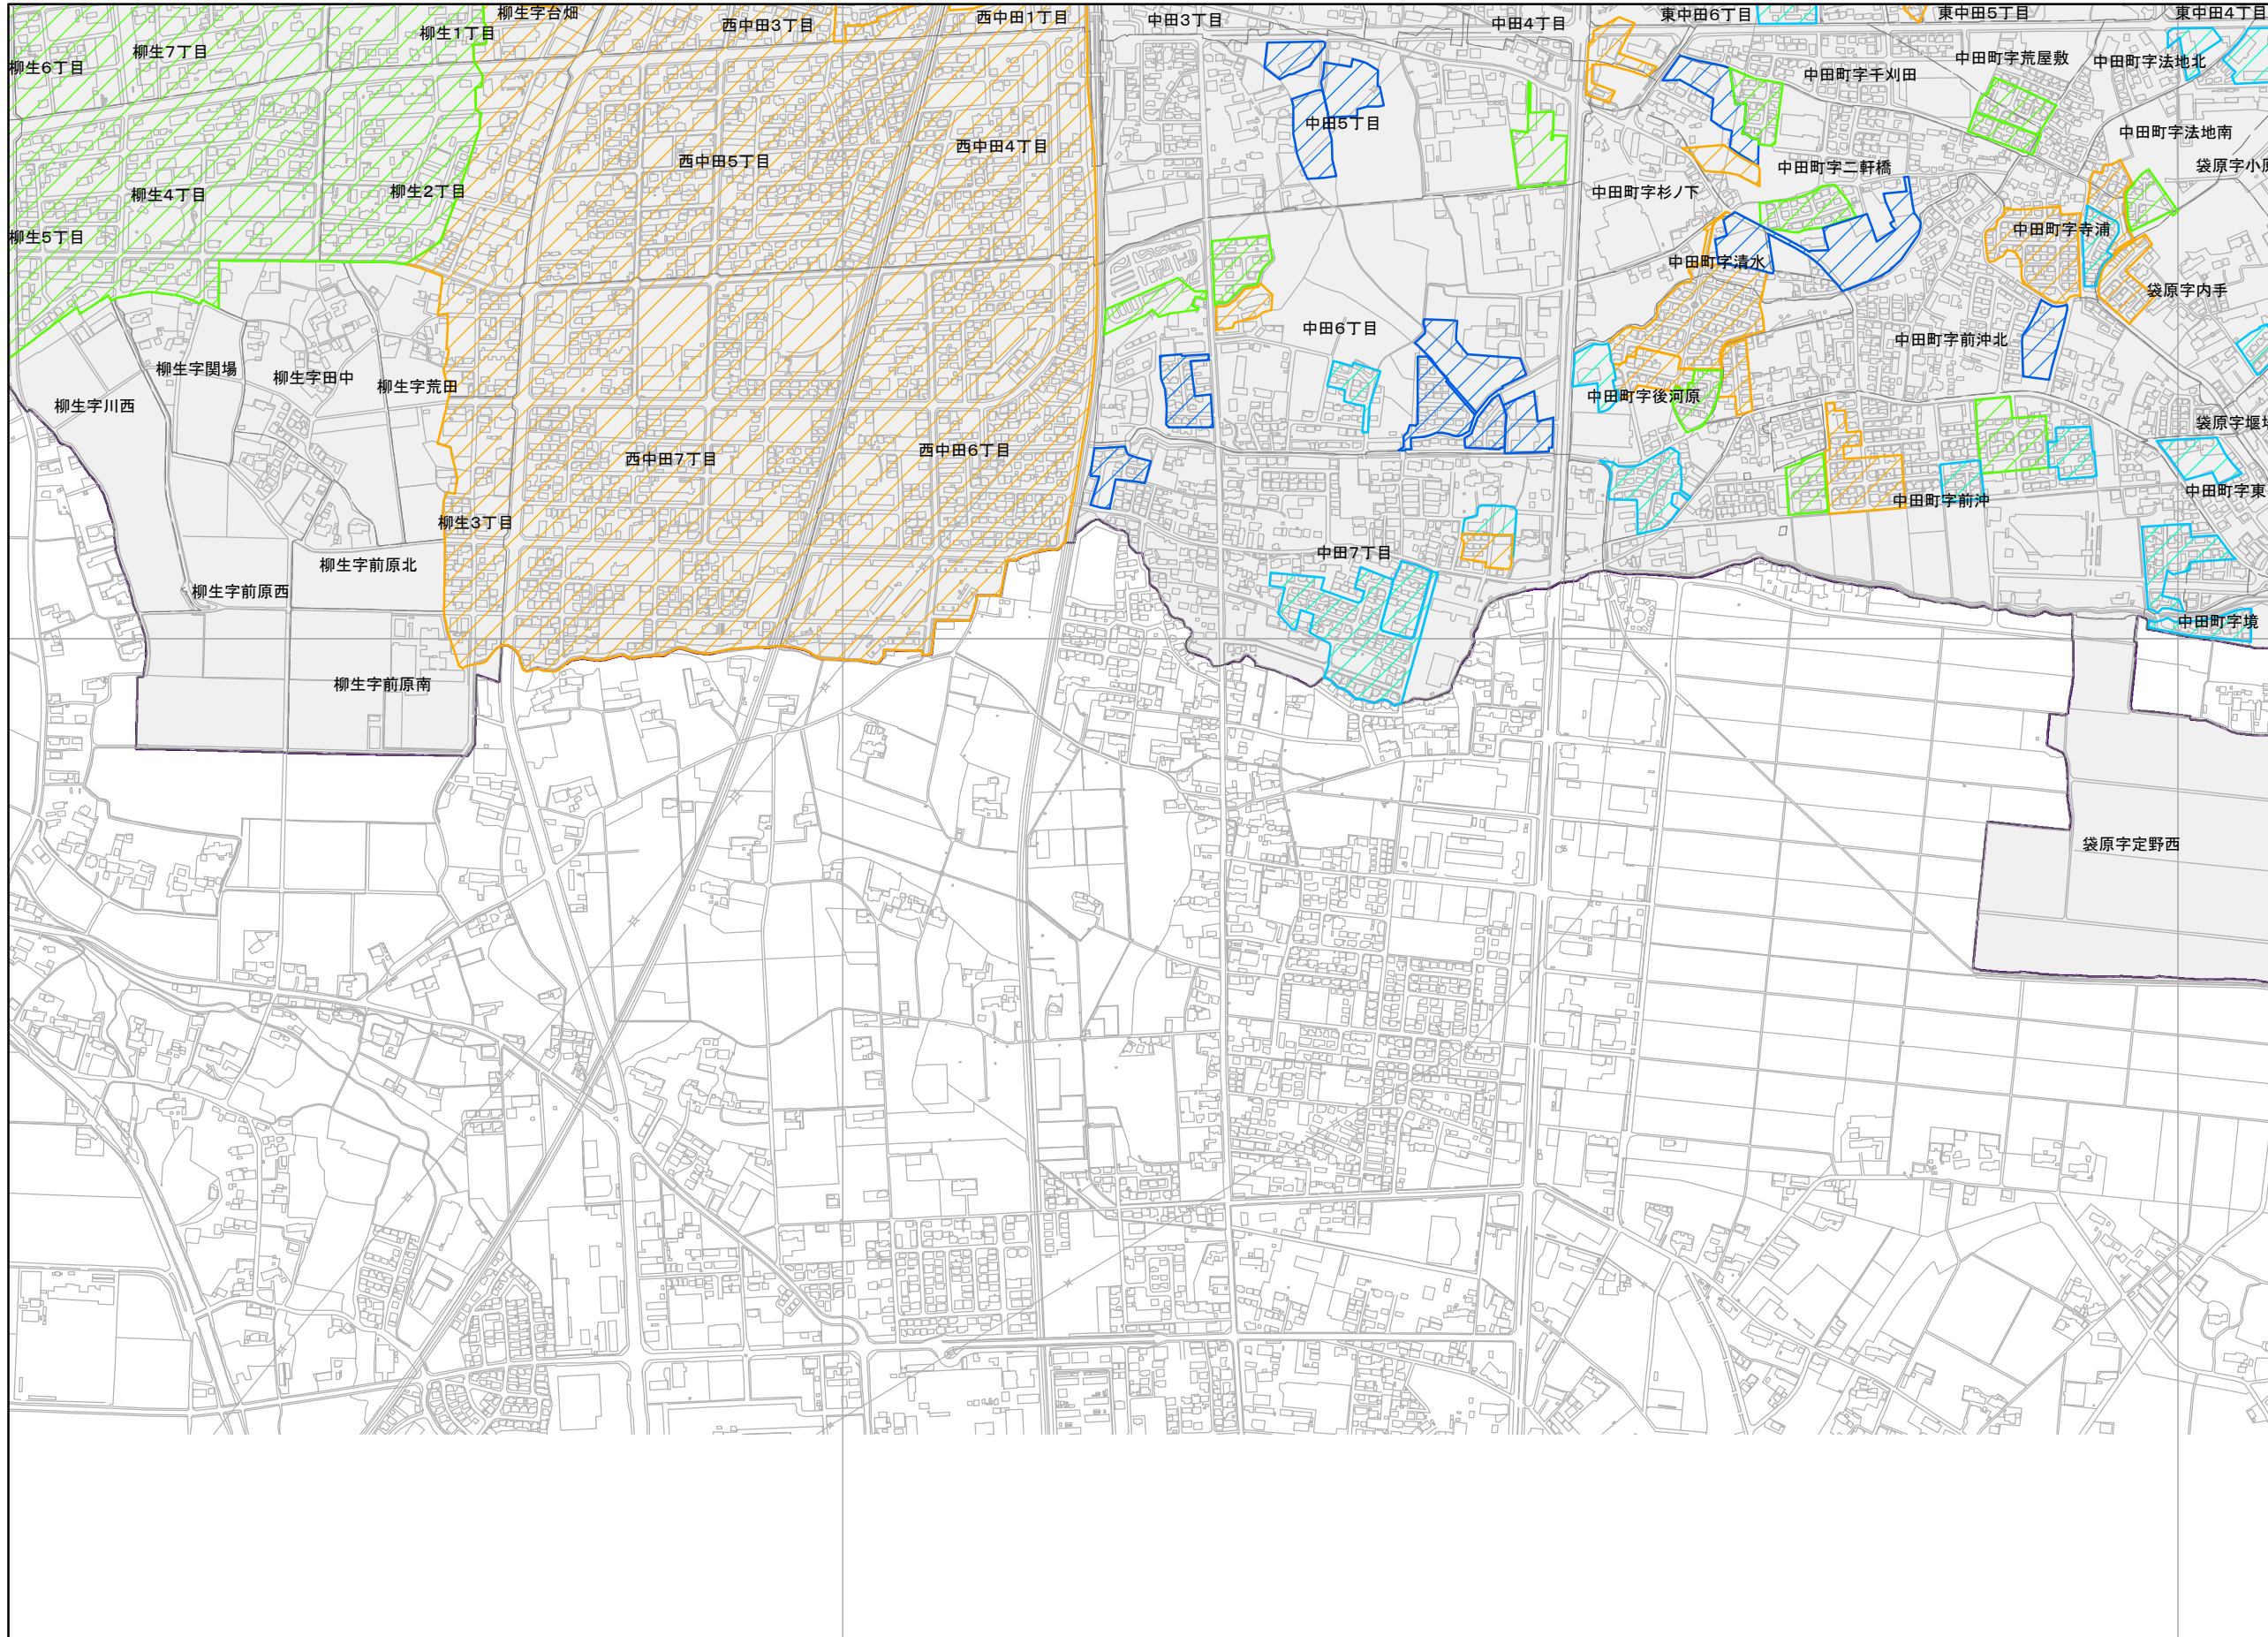 柳生字台畑
西中田3丁目
西中田1丁目
中田3丁目
中田4丁目
東中田6丁目
東中田5丁目
東中田4丁目
柳生1丁目
柳生7丁目
柳生6丁目
中田町字荒屋敷
中田町字法地北
中田町字千刈田
中田5丁目
中田町字法地南
西中田4丁目
西中田5丁目
中田町字二軒橋
袋原字小原
柳生4丁目
柳生2丁目
中田町字杉ノ下
柳生5丁目
中田町字寺浦
中田町字清水
袋原字内手
中田6丁目
中田町字前沖北
柳生字関場
柳生字田中
柳生字荒田
中田町字後河原
柳生字川西
袋原字堰場
西中田6丁目
西中田7丁目
中田町字東
中田町字前沖
柳生3丁目
中田7丁目
柳生字前原北
柳生字前原西
中田町字境
柳生字前原南
袋原字定野西